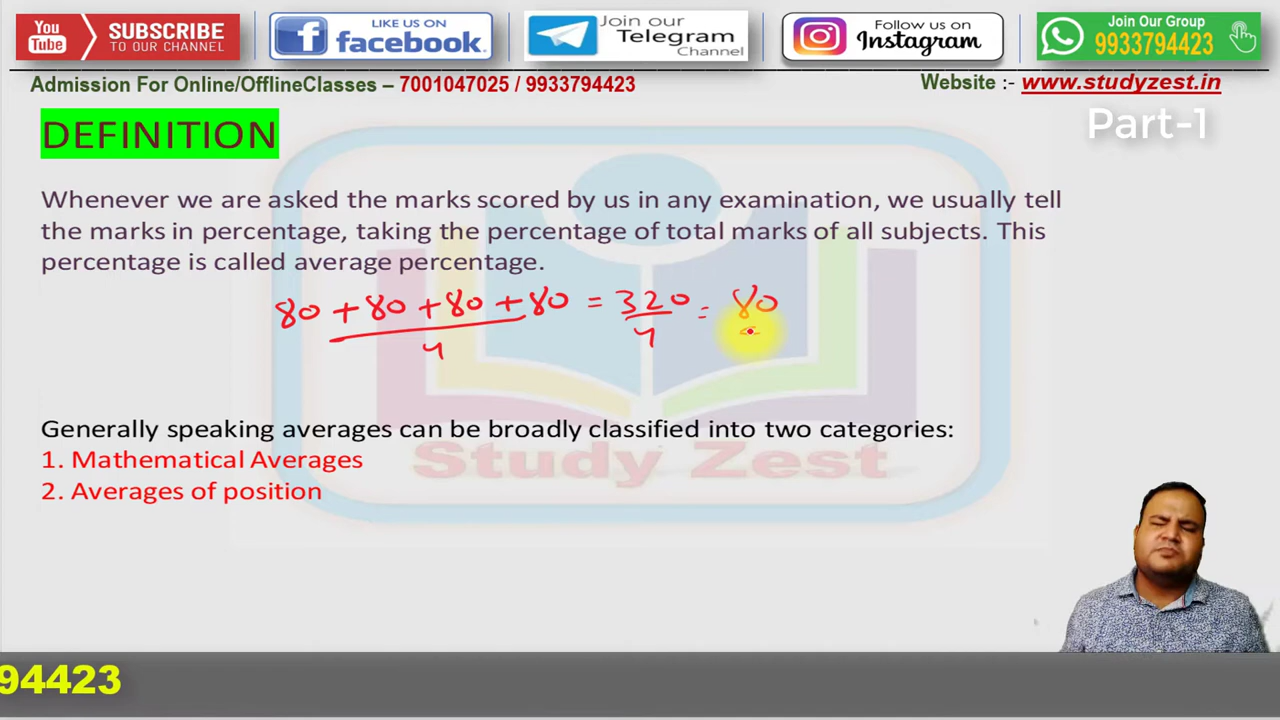 You Tube SUBSCRIBE TO OUR CHANNEL
LIKE US ON facebook.
Join our Telegram Channel
Follow us on Instagram
Join Our Group 9933794423
Admission For Online/OfflineClasses – 7001047025 / 9933794423
Website :- www.studyzest.in
DEFINITION
Part-1
Whenever we are asked the marks scored by us in any examination, we usually tell
the marks in percentage, taking the percentage of total marks of all subjects. This
percentage is called average percentage.
80 + 80 + 80 + 80 = 320 = 80
4 4
Generally speaking averages can be broadly classified into two categories:
1. Mathematical Averages
Study Zest
2. Averages of position
94423